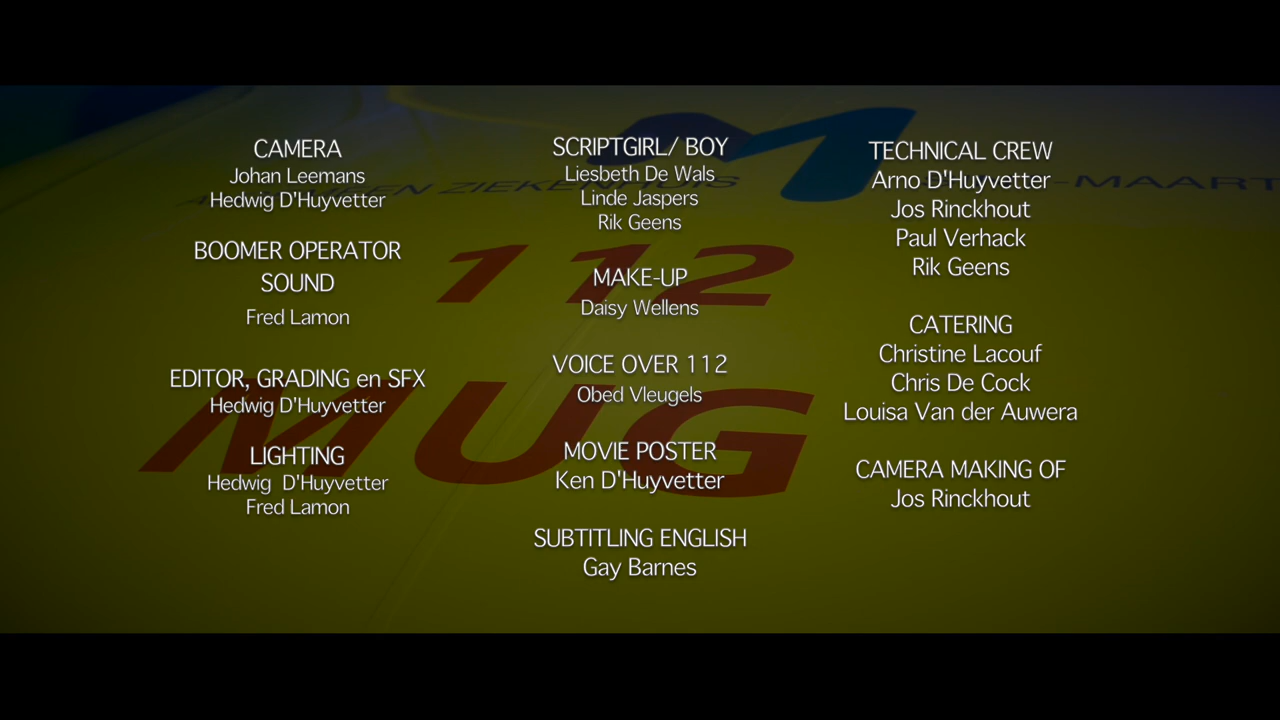 CAMERA
Johan Leemans
Hedwig D'Huyvetter
BOOMER OPERATOR
SOUND
Fred Lamon
EDITOR, GRADING en SFX
Hedwig D'Huyvetter
LIGHTING
Hedwig D'Huyvetter
Fred Lamon
SCRIPTGIRL/ BOY
Liesbeth De Wals
Linde Jaspers
Rik Geens
MAKE-UP
Daisy Wellens
VOICE OVER 112
Obed Vleugels
MOVIE POSTER
Ken D'Huyvetter
SUBTITLING ENGLISH
Gay Barnes
TECHNICAL CREW
Arno D'Huyvetter
Jos Rinckhout
Paul Verhack
Rik Geens
CATERING
Christine Lacouf
Chris De Cock
Louisa Van der Auwera
CAMERA MAKING OF
Jos Rinckhout
ZIEKENHUIS
112
MUG